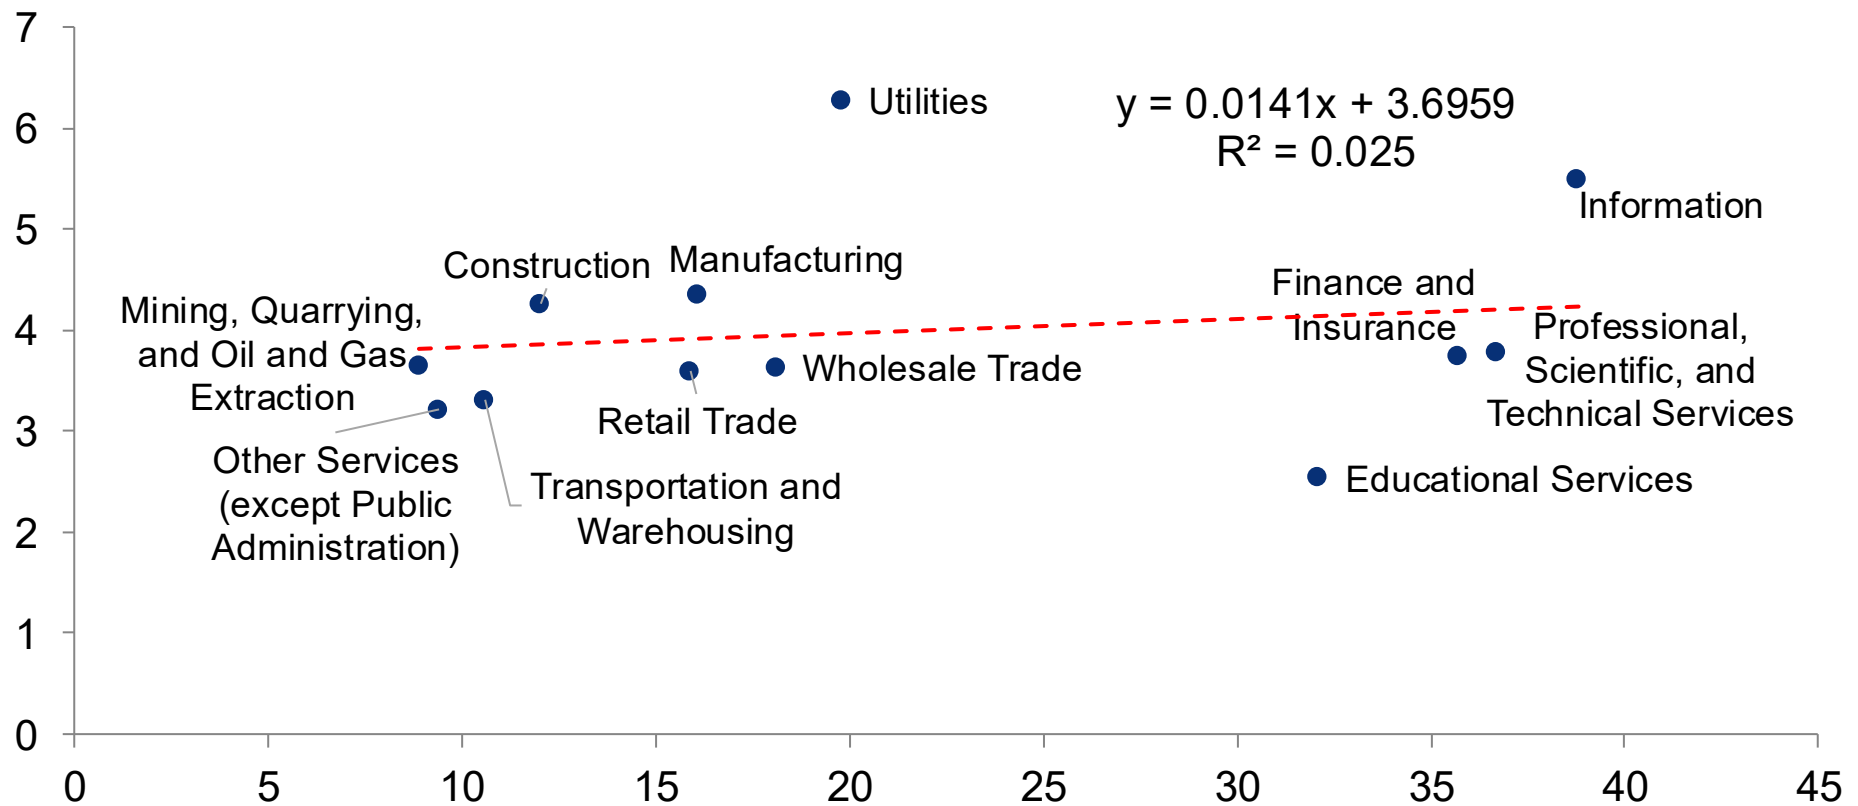 7
6
5
4
3
2
1
0
Utilities
y = 0.0141x + 3.6959
R² = 0.025
Information
Construction
Manufacturing
Finance and
Insurance
Mining, Quarrying,
and Oil and Gas
Extraction
Professional,
Scientific, and
Technical Services
Wholesale Trade
Retail Trade
Other Services
(except Public
Administration)
Transportation and
Warehousing
Educational Services
0 5 10 15 20 25 30 35 40 45